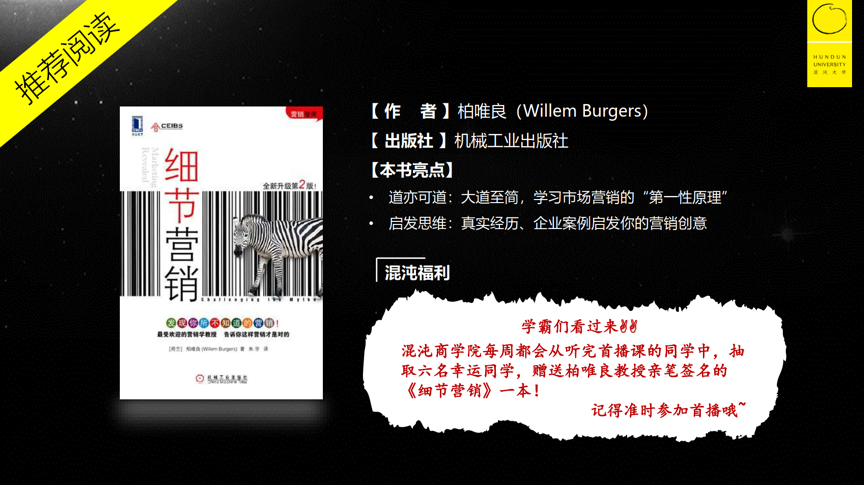 推荐阅读
HUNDUN
UNIVERSITY
混沌大学
CEIBS
营销
Marketing
Revealed
细节营销
全新升级第2版！
Challenging the Myths
发现你所不知道的营销！
最受欢迎的营销学教授 告诉你这样营销才是对的
[荷兰] 柏唯良 (Willem Burgers) 著 朱宇 译
机械工业出版社
【 作 者 】柏唯良（Willem Burgers）
【 出版社 】机械工业出版社
【本书亮点】
• 道亦可道：大道至简，学习市场营销的“第一性原理”
• 启发思维：真实经历、企业案例启发你的营销创意
混沌福利
学霸们看过来✌✌
混沌商学院每周都会从听完首播课的同学中，抽
取六名幸运同学，赠送柏唯良教授亲笔签名的
《细节营销》一本！
记得准时参加首播哦~